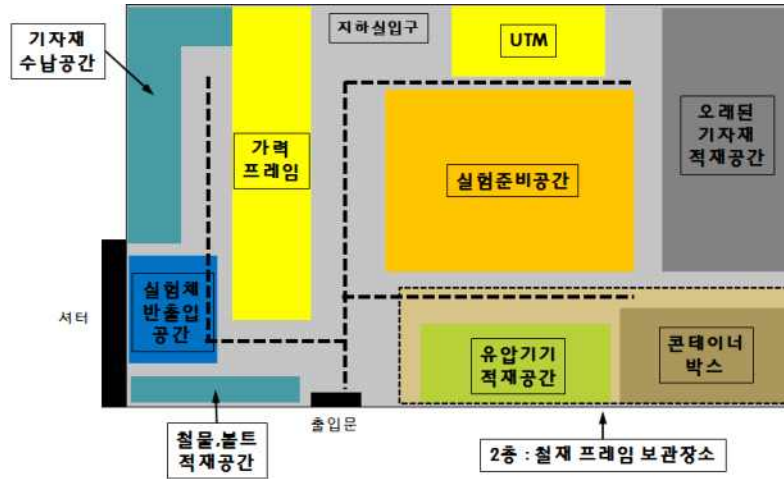 기자재
수납공간
지하실입구
UTM
가력
프레임
오래된
기자재
적재공간
실험준비공간
실험체
반출입
공간
셔터
유압기기
적재공간
콘테이너
박스
출입문
철물,볼트
적재공간
2층 : 철재 프레임 보관장소